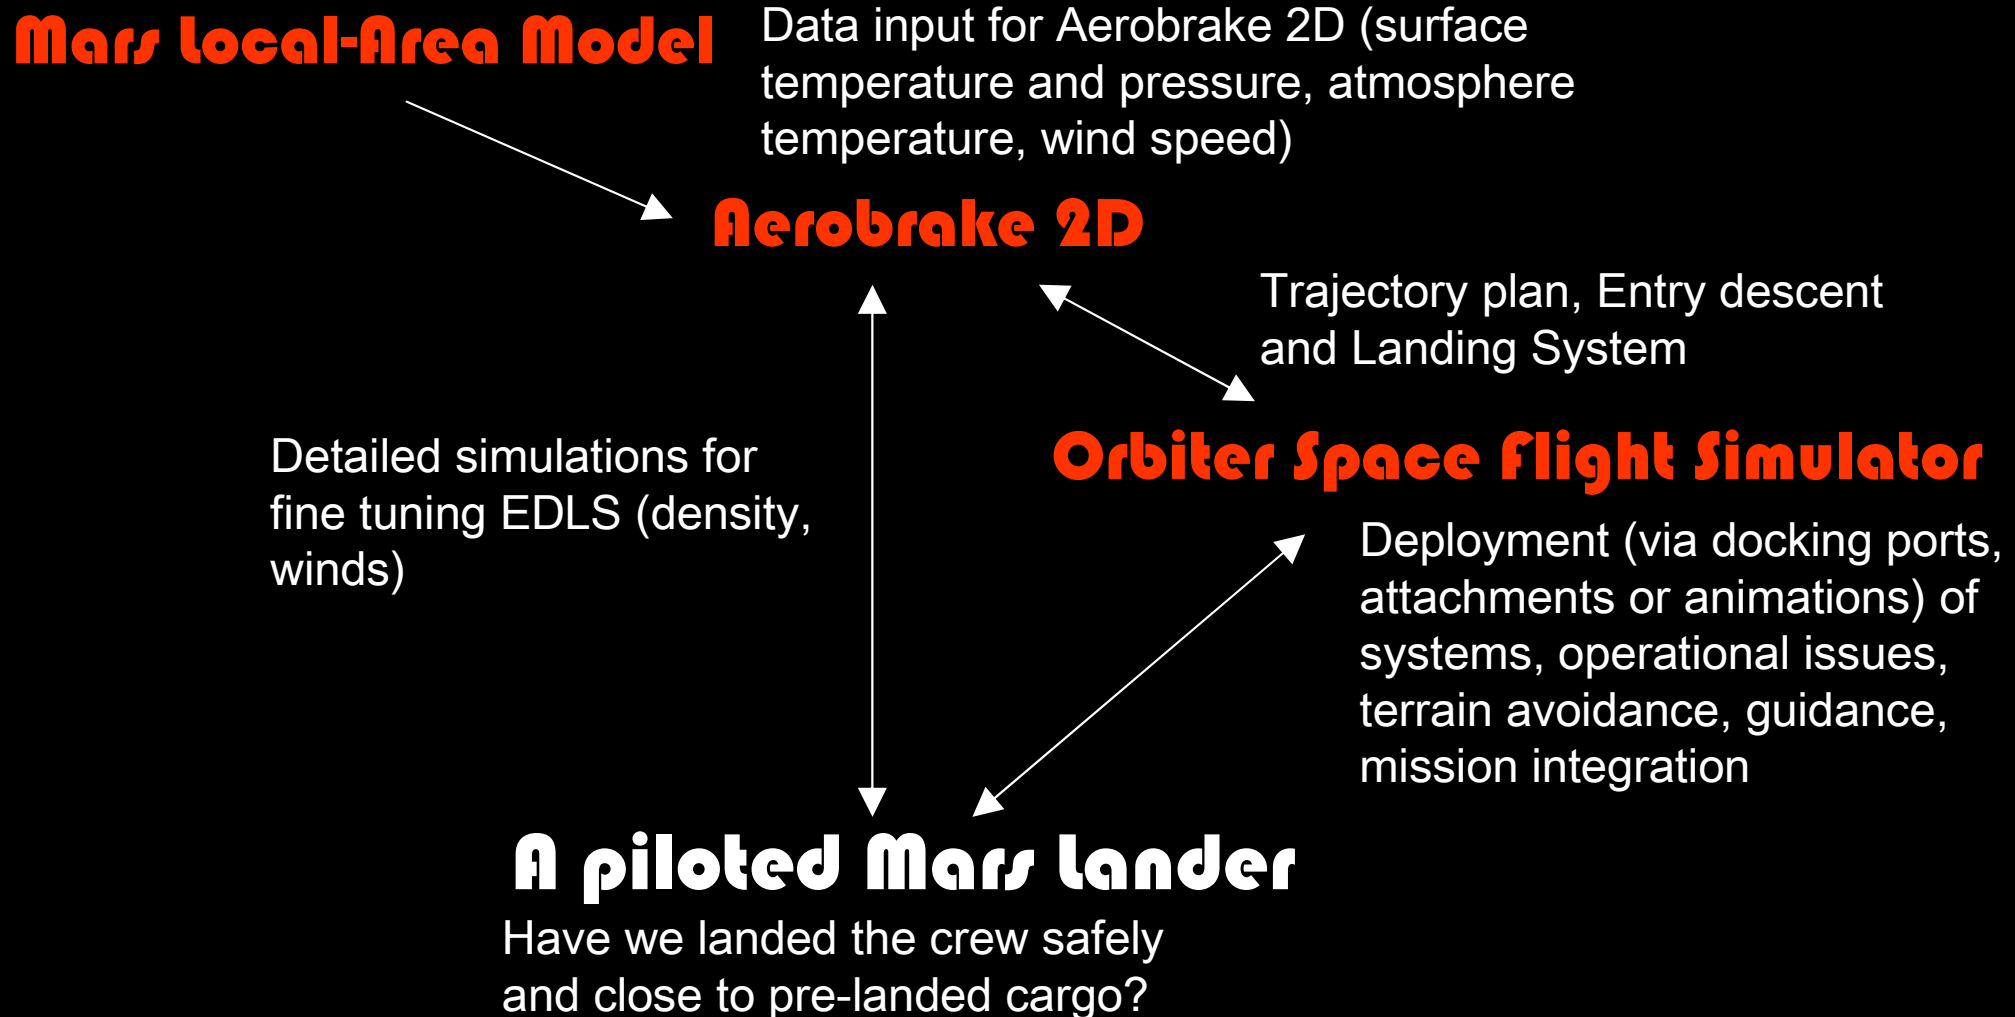 Mars Local-Area Model
Data input for Aerobrake 2D (surface
temperature and pressure, atmosphere
temperature, wind speed)
Aerobrake 2D
Trajectory plan, Entry descent
and Landing System
Detailed simulations for
fine tuning EDLS (density,
winds)
Orbiter Space Flight Simulator
Deployment (via docking ports,
attachments or animations) of
systems, operational issues,
terrain avoidance, guidance,
mission integration
A piloted Mars Lander
Have we landed the crew safely
and close to pre-landed cargo?